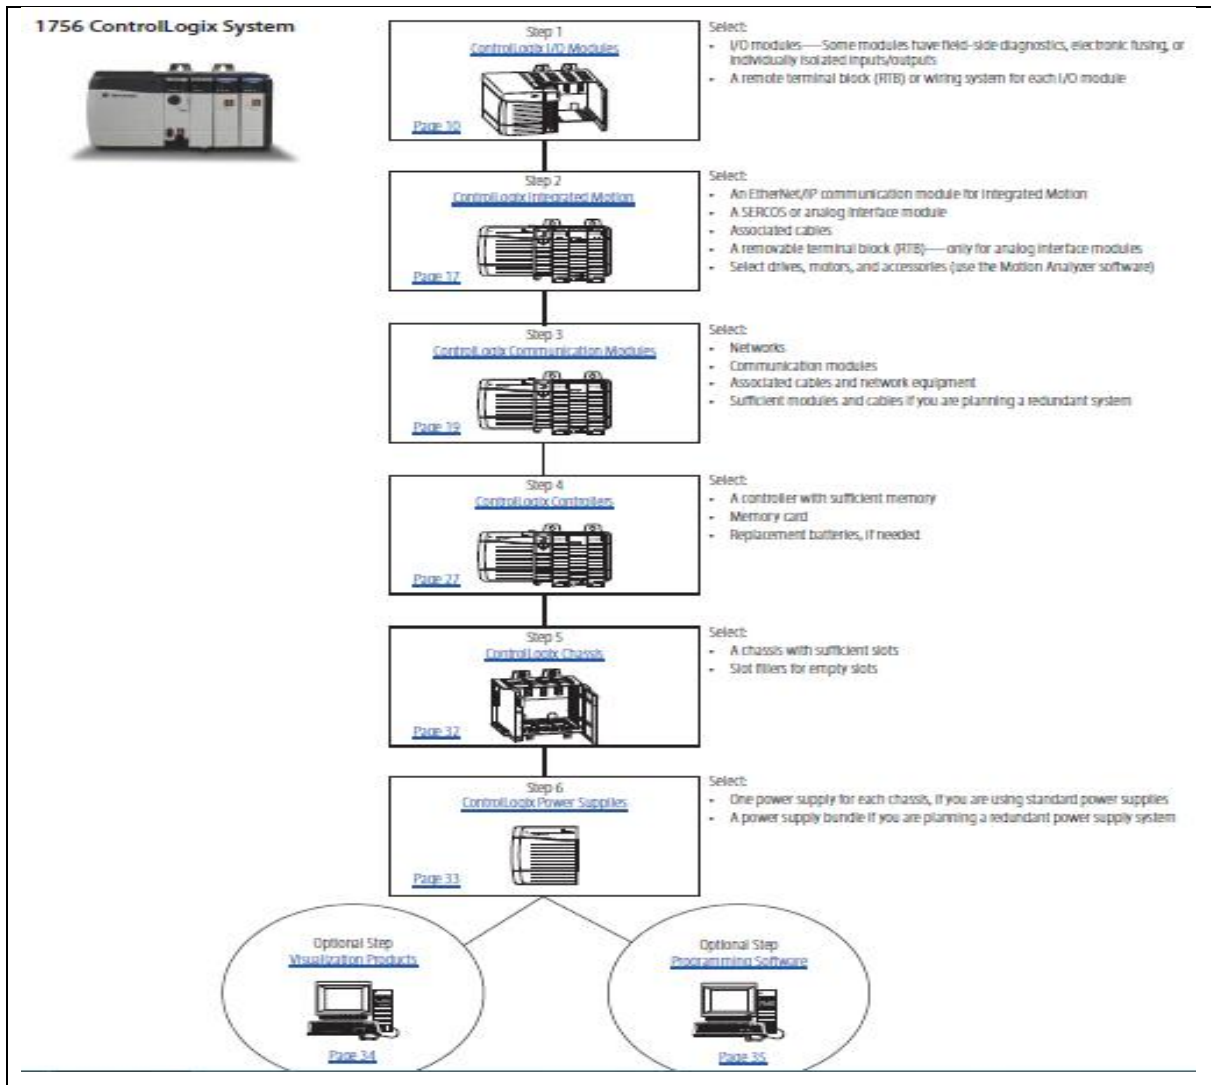 1756 ControlLogix System
Step 1
ControlLogix I/O Modules
Page 10
Select:
• I/O modules—Some modules have field-side diagnostics, electronic fusing, or
individually isolated inputs/outputs
• A remote terminal block (RTB) or wiring system for each I/O module
Step 2
ControlLogix Integrated Motion
Page 17
Select:
• An EtherNet/IP communication module for Integrated Motion
• A SERCOS or analog interface module
• Associated cables
• A removable terminal block (RTB)—only for analog interface modules
• Select drives, motors, and accessories (use the Motion Analyzer software)
Step 3
ControlLogix Communication Modules
Page 19
Select:
• Networks
• Communication modules
• Associated cables and network equipment
• Sufficient modules and cables if you are planning a redundant system
Step 4
ControlLogix Controllers
Page 27
Select:
• A controller with sufficient memory
• Memory card
• Replacement batteries, if needed
Step 5
ControlLogix Chassis
Page 32
Select:
• A chassis with sufficient slots
• Slot fillers for empty slots
Step 6
ControlLogix Power Supplies
Page 33
Select:
• One power supply for each chassis, if you are using standard power supplies
• A power supply bundle if you are planning a redundant power supply system
Optional Step
Visualization Products
Page 34
Optional Step
Programming Software
Page 35